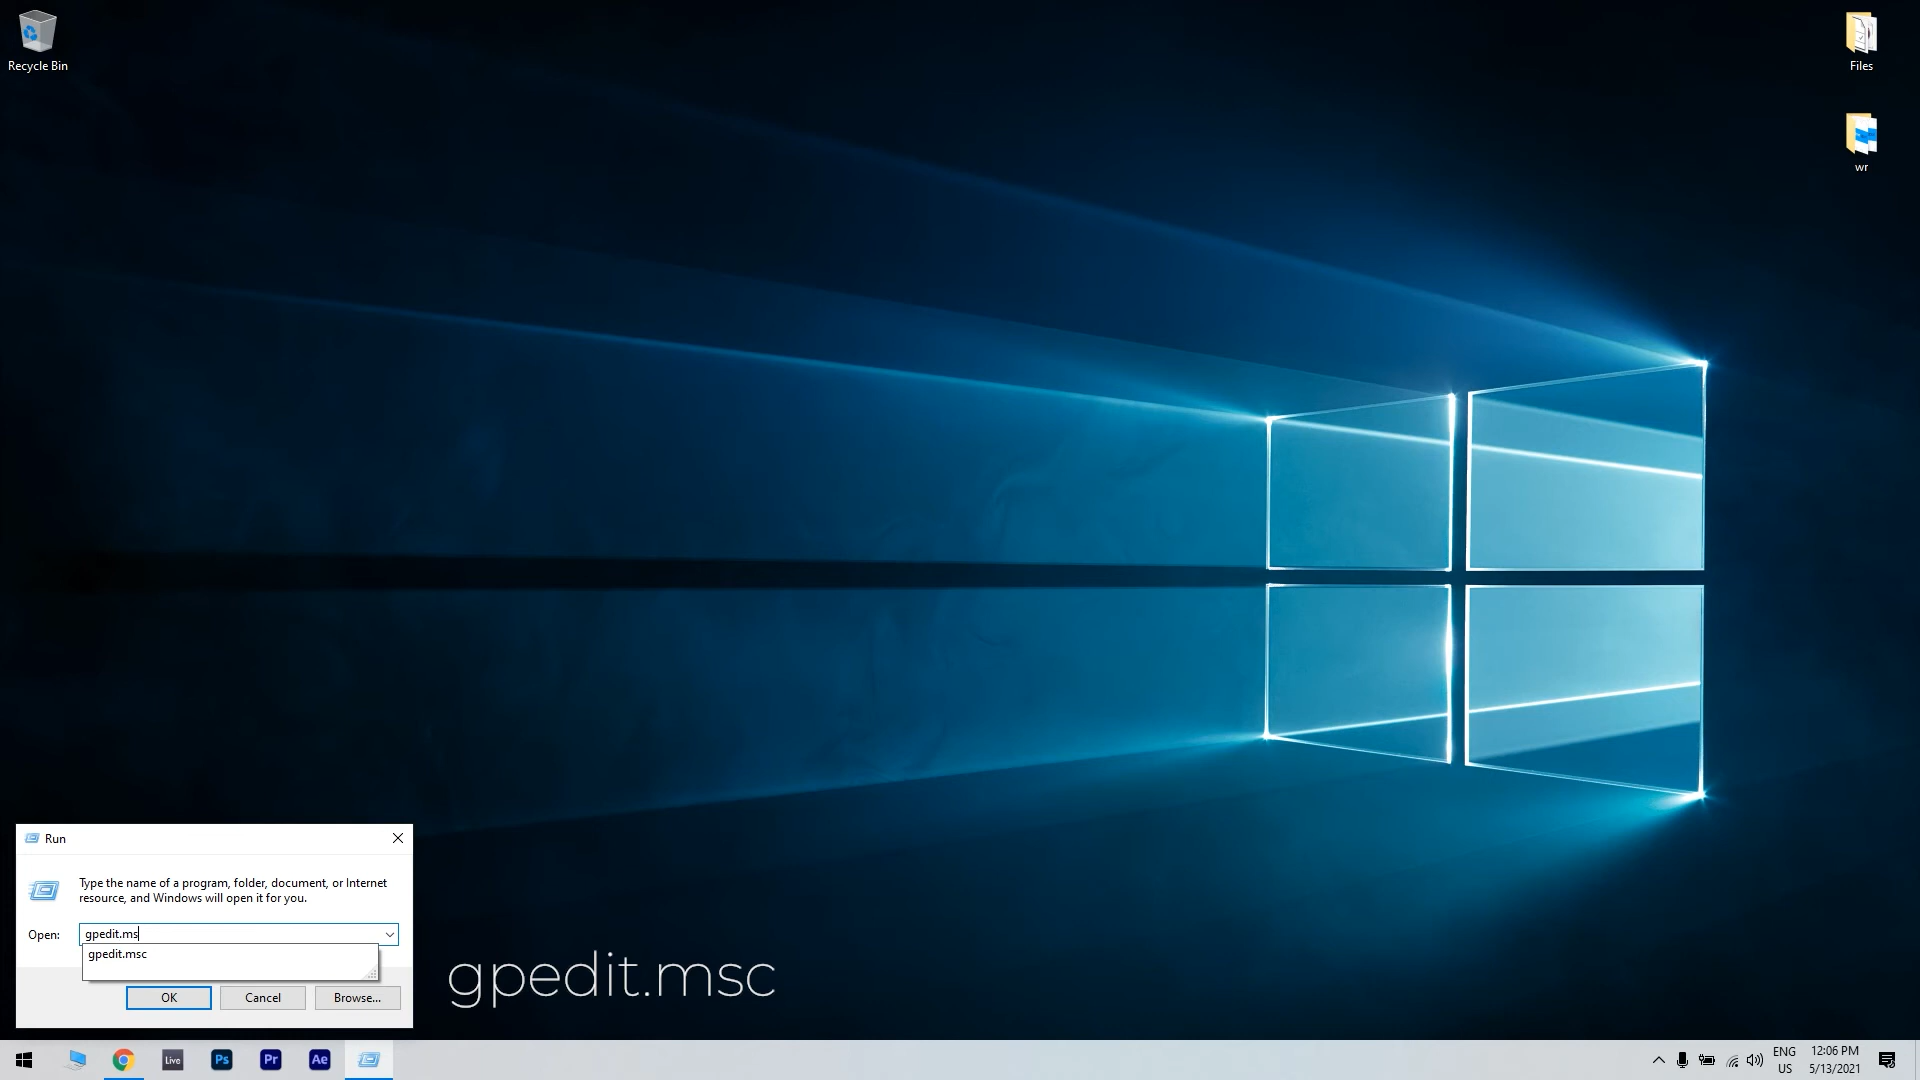 Recycle Bin
Files
wr
Run
Type the name of a program, folder, document, or Internet
resource, and Windows will open it for you.
Open:
gpedit.ms
gpedit.msc
OK
Cancel
Browse...
gpedit.msc
Live
Ps
Pr
Ae
ENG
US
12:06 PM
5/13/2021